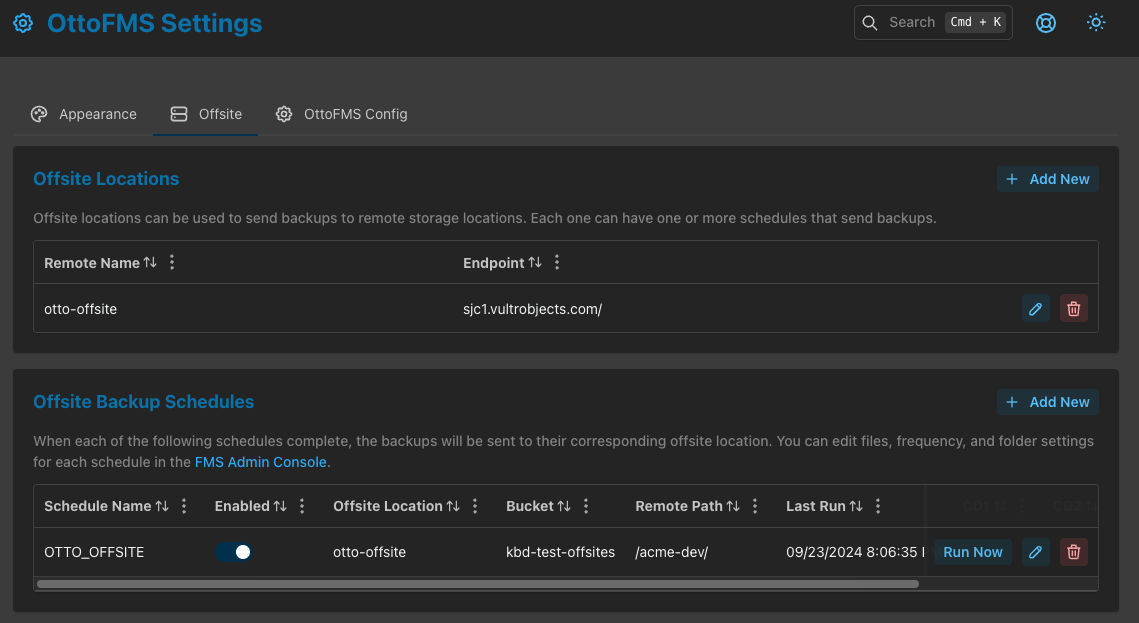 OttoFMS Settings
Search Cmd + K
Appearance Offsite OttoFMS Config
Offsite Locations
+ Add New
Offsite locations can be used to send backups to remote storage locations. Each one can have one or more schedules that send backups.
Remote Name Endpoint
otto-offsite sjc1.vultrobjects.com/
Offsite Backup Schedules
+ Add New
When each of the following schedules complete, the backups will be sent to their corresponding offsite location. You can edit files, frequency, and folder settings
for each schedule in the FMS Admin Console.
Schedule Name Enabled Offsite Location Bucket Remote Path Last Run
OTTO_OFFSITE otto-offsite kbd-test-offsites /acme-dev/ 09/23/2024 8:06:35 Run Now